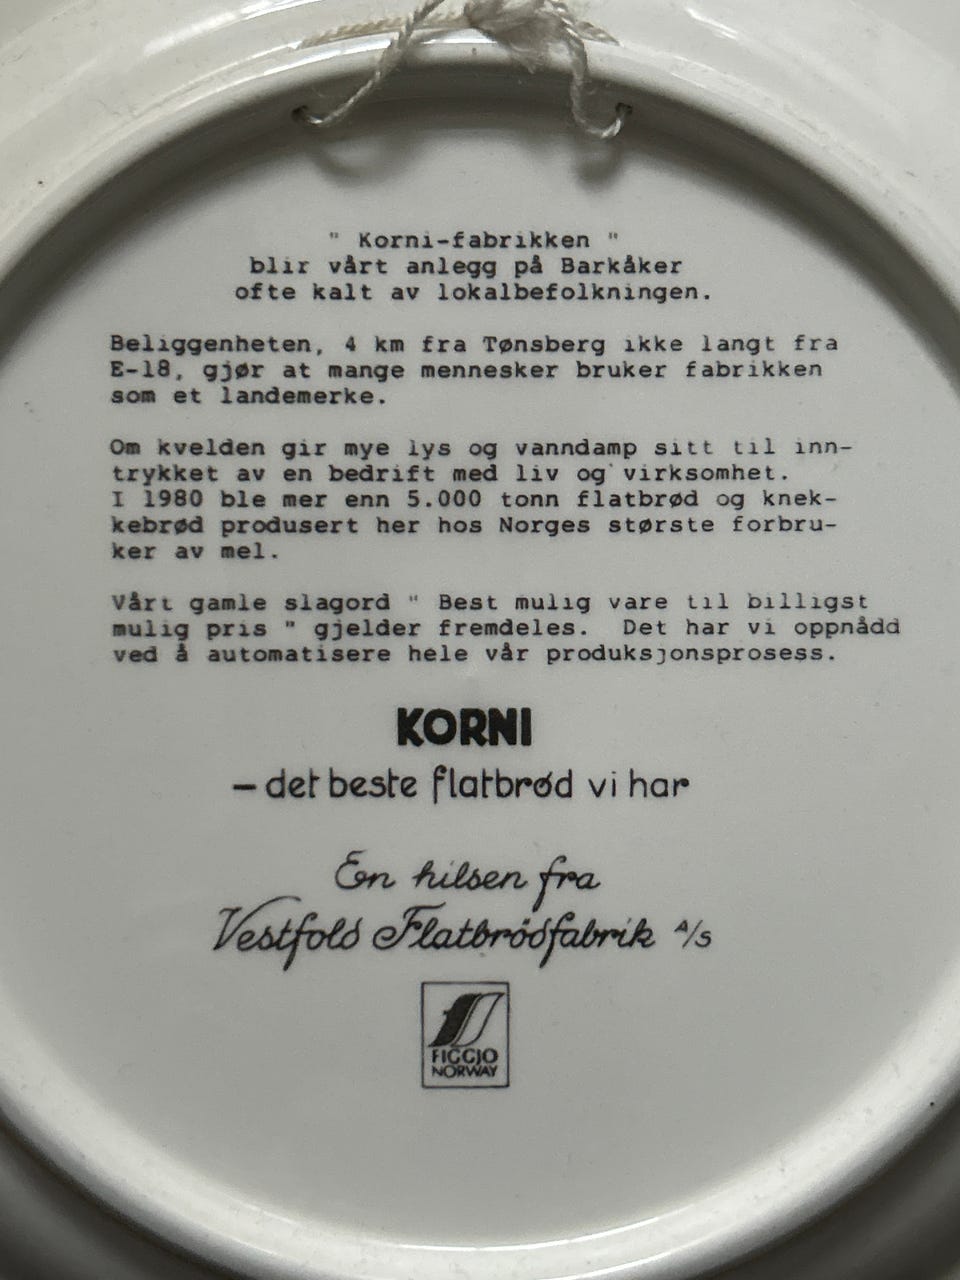 " Korni-fabrikken "
blir vårt anlegg på Barkåker
ofte kalt av lokalbefolkningen.
Beliggenheten, 4 km fra Tønsberg ikke langt fra
E-18, gjør at mange mennesker bruker fabrikken
som et landemerke.
Om kvelden gir mye lys og vanndamp sitt til inn-
trykket av en bedrift med liv og virksomhet.
I 1980 ble mer enn 5.000 tonn flatbrød og knek-
kebrød produsert her hos Norges største forbru-
ker av mel.
Vårt gamle slagord " Best mulig vare til billigst
mulig pris " gjelder fremdeles. Det har vi oppnådd
ved å automatisere hele vår produksjonsprosess.
KORNI
– det beste flatbrød vi har
En hilsen fra
Vestfold Flatbrödfabrik A/S
FIGGJO
NORWAY